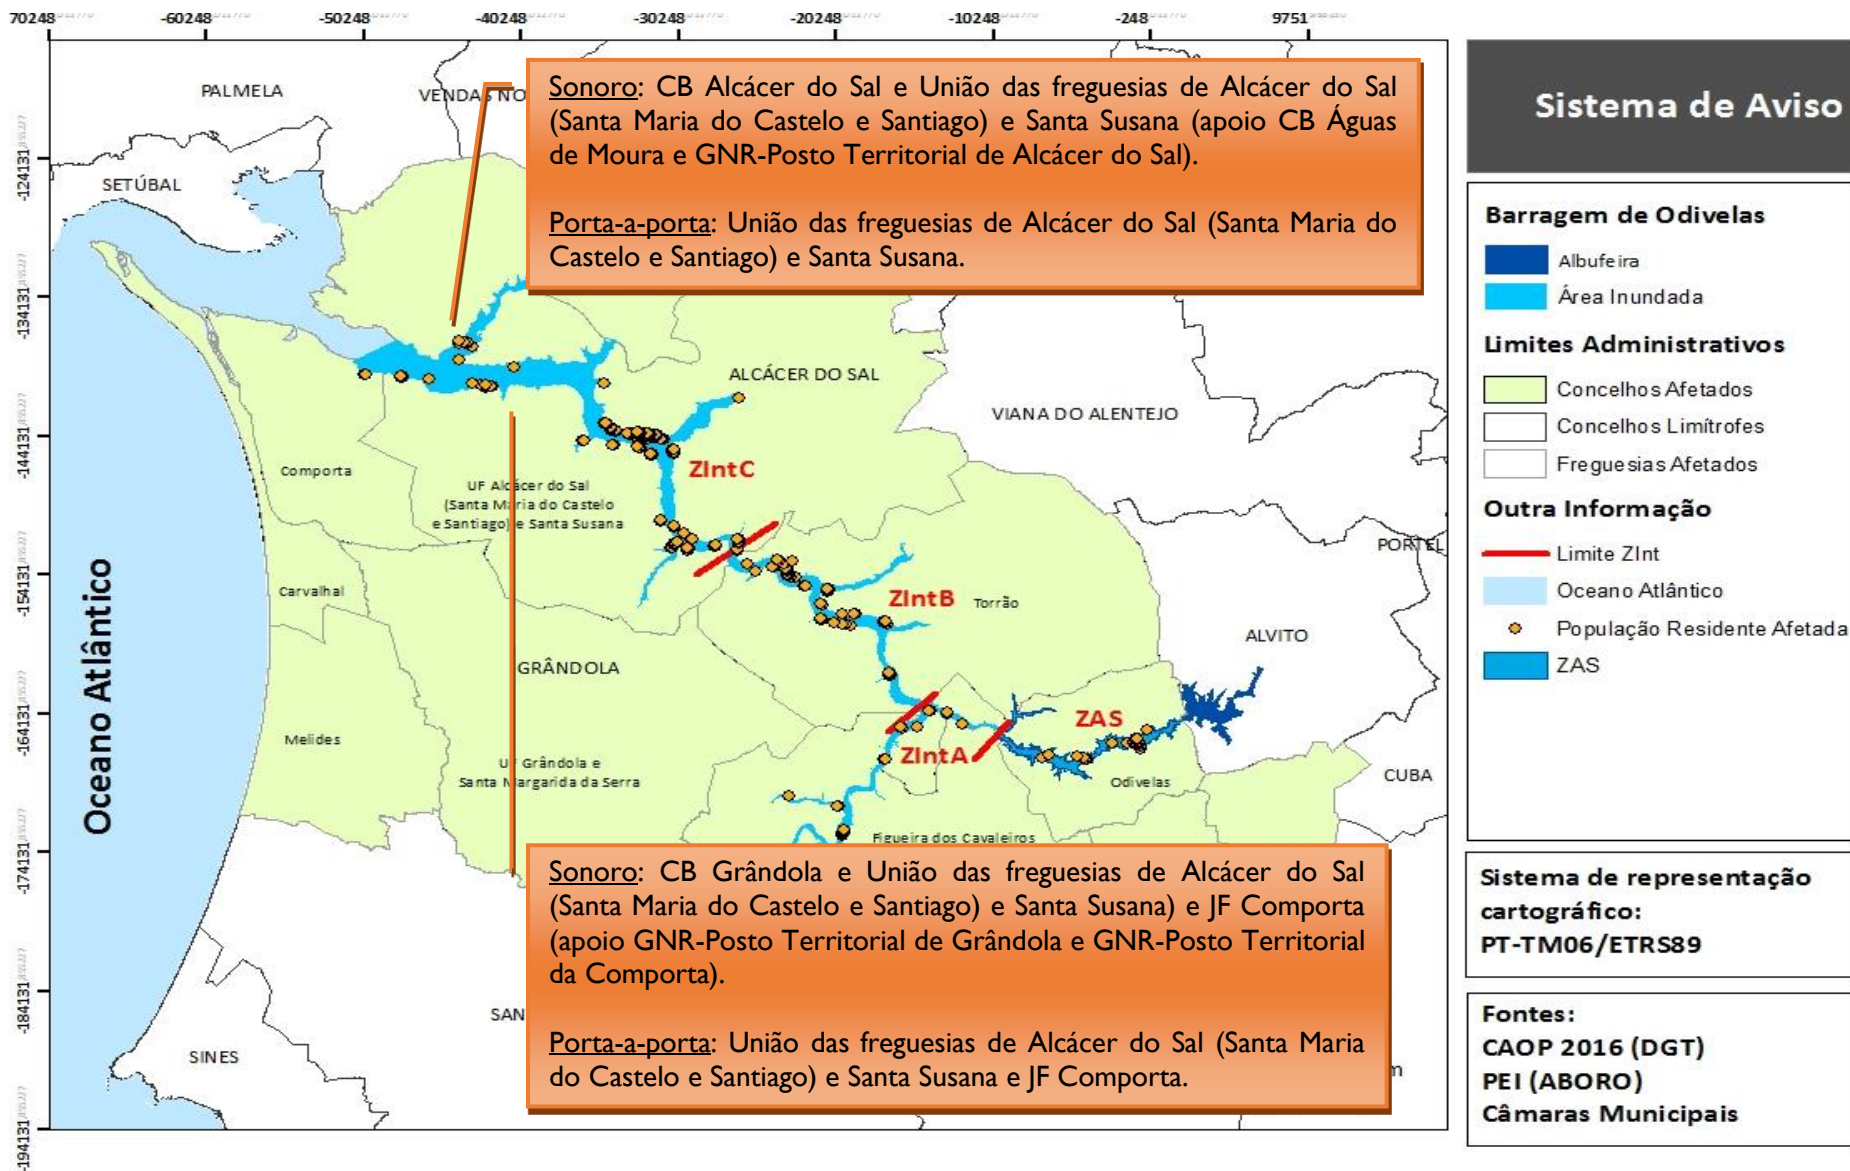 70248
-60248
-50248
-40248
-30248
-20248
-10248
-248
9751
-124131
-134131
-144131
-154131
-164131
-174131
-184131
-194131
PALMELA
VENDAS NO
SETÚBAL
Sonoro: CB Alcácer do Sal e União das freguesias de Alcácer do Sal
(Santa Maria do Castelo e Santiago) e Santa Susana (apoio CB Águas
de Moura e GNR-Posto Territorial de Alcácer do Sal).
Porta-a-porta: União das freguesias de Alcácer do Sal (Santa Maria do
Castelo e Santiago) e Santa Susana.
ALCÁCER DO SAL
VIANA DO ALENTEJO
ZIntC
Comporta
UF Alcácer do Sal
(Santa Maria do Castelo
e Santiago) e Santa Susana
PORTEL
Carvalhal
ZIntB
Torrão
ALVITO
Oceano Atlântico
GRÂNDOLA
ZAS
Melides
ZIntA
UF Grândola e
Santa Margarida da Serra
Odivelas
CUBA
Figueira dos Cavaleiros
Sonoro: CB Grândola e União das freguesias de Alcácer do Sal
(Santa Maria do Castelo e Santiago) e Santa Susana) e JF Comporta
(apoio GNR-Posto Territorial de Grândola e GNR-Posto Territorial
da Comporta).
Porta-a-porta: União das freguesias de Alcácer do Sal (Santa Maria
do Castelo e Santiago) e Santa Susana e JF Comporta.
SAN
SINES
m
Sistema de Aviso
Barragem de Odivelas
Albufeira
Área Inundada
Limites Administrativos
Concelhos Afetados
Concelhos Limítrofes
Freguesias Afetados
Outra Informação
Limite ZInt
Oceano Atlântico
População Residente Afetada
ZAS
Sistema de representação
cartográfico:
PT-TM06/ETRS89
Fontes:
CAOP 2016 (DGT)
PEI (ABORO)
Câmaras Municipais